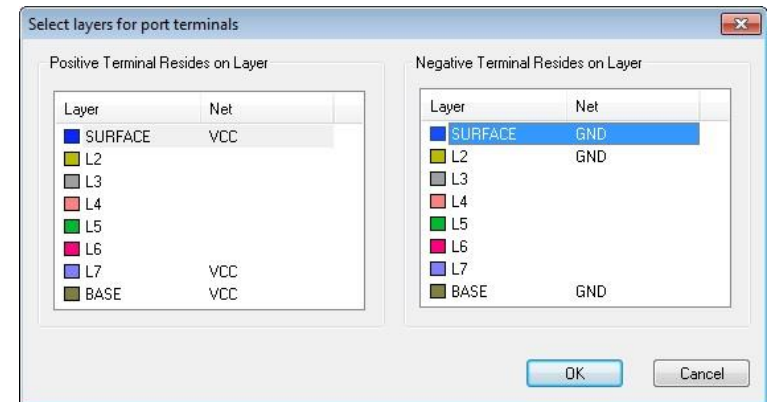 Select layers for port terminals
Positive Terminal Resides on Layer
Layer Net
SURFACE VCC
L2
L3
L4
L5
L6
L7 VCC
BASE VCC
Negative Terminal Resides on Layer
Layer Net
SURFACE GND
L2 GND
L3
L4
L5
L6
L7
BASE GND
OK Cancel